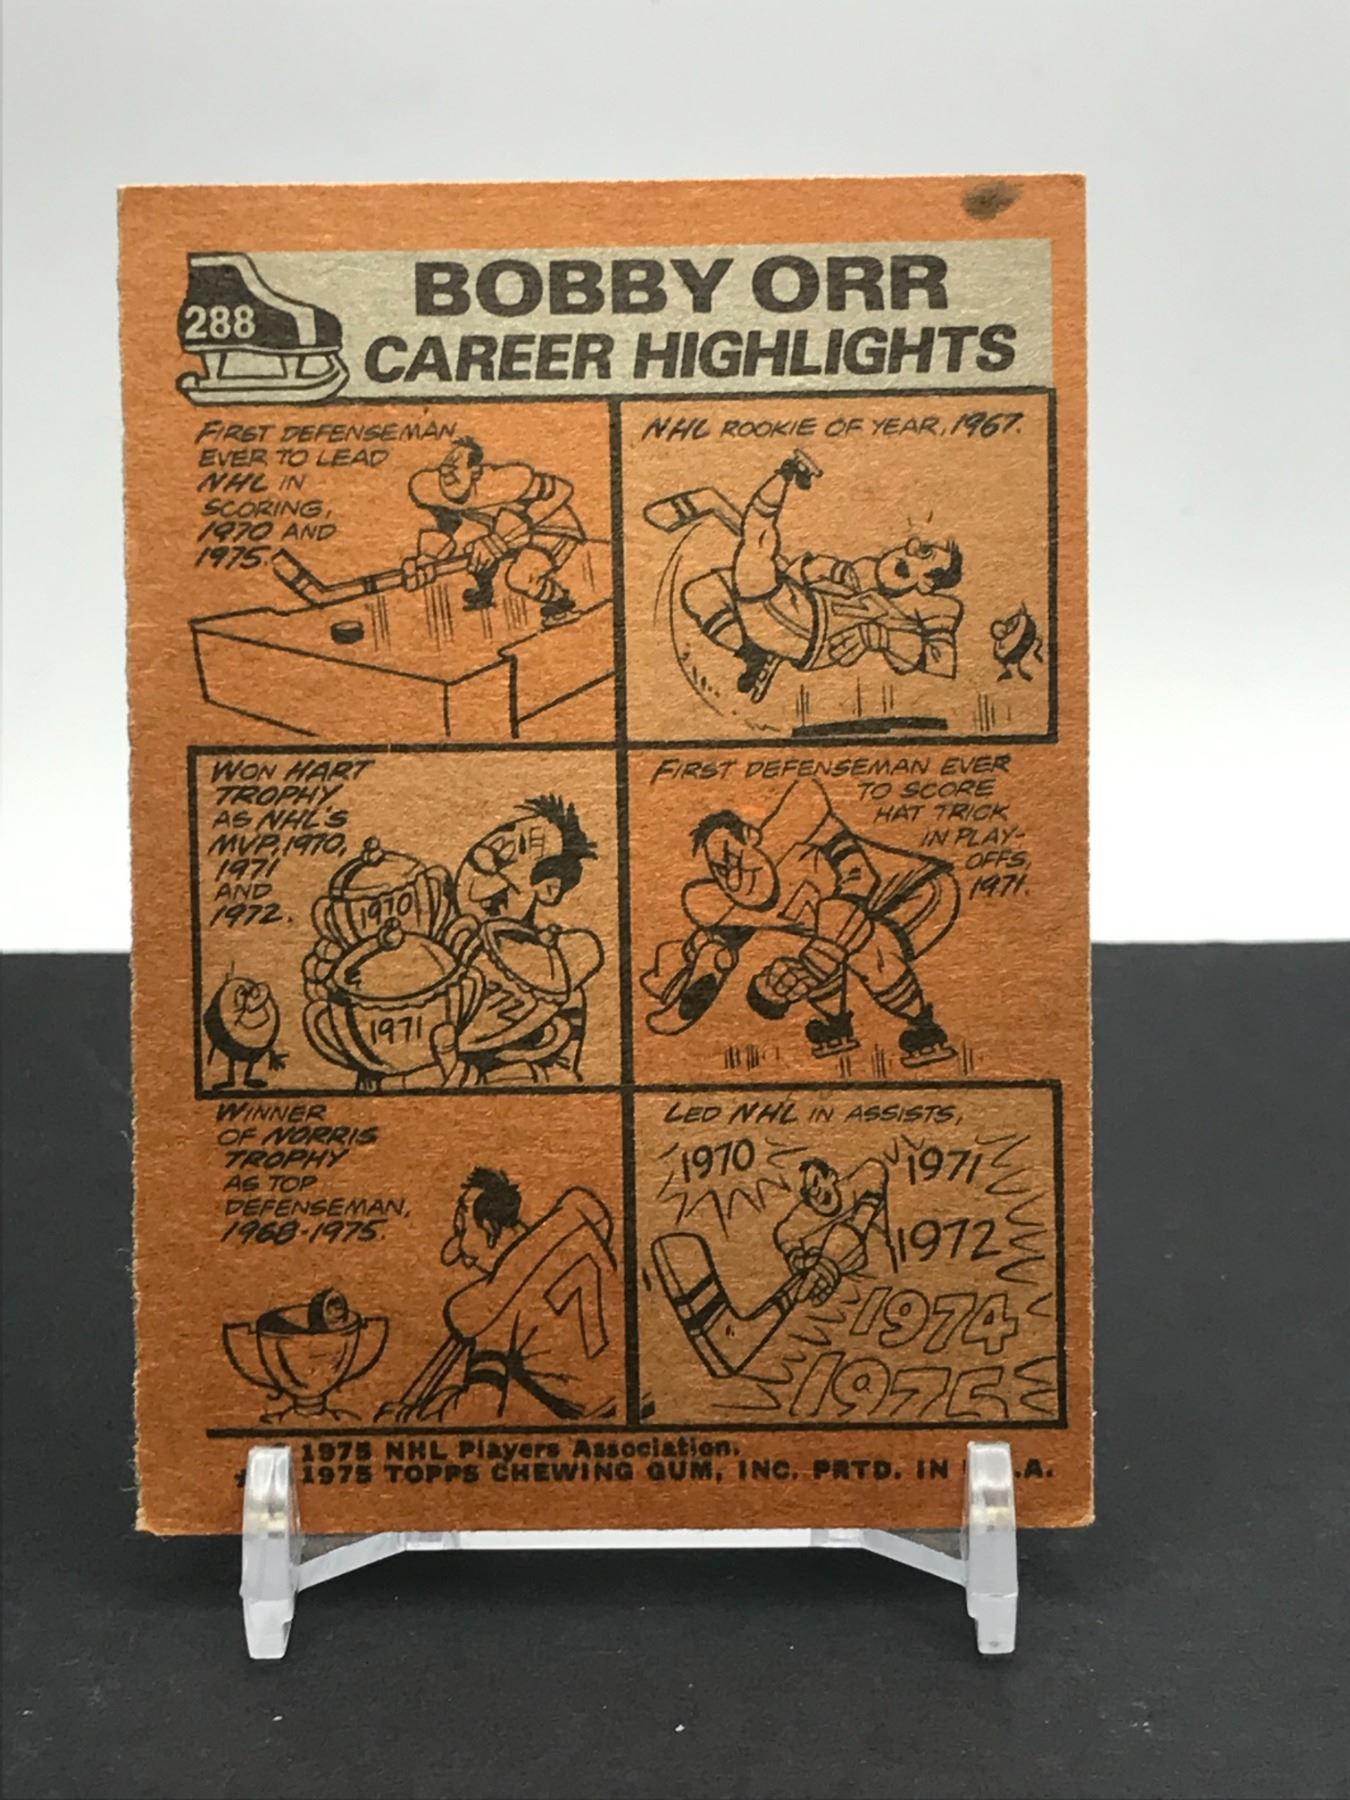 288
BOBBY ORR
CAREER HIGHLIGHTS
FIRST DEFENSEMAN
EVER TO LEAD
NHL IN
SCORING,
1970 AND
1975.
NHL ROOKIE OF YEAR, 1967.
7
WON HART
TROPHY
AS NHL'S
MVP, 1970,
1971
AND
1972.
1970
1971
72
FIRST DEFENSEMAN EVER
TO SCORE
HAT TRICK
IN PLAY-
OFFS,
1971.
WINNER
OF NORRIS
TROPHY
AS TOP
DEFENSEMAN,
1968-1975.
7
LED NHL IN ASSISTS,
1970
1971
1972
1974
1975
1975 NHL Players Association.
1975 TOPPS CHEWING GUM, INC. PRTD. IN .A.